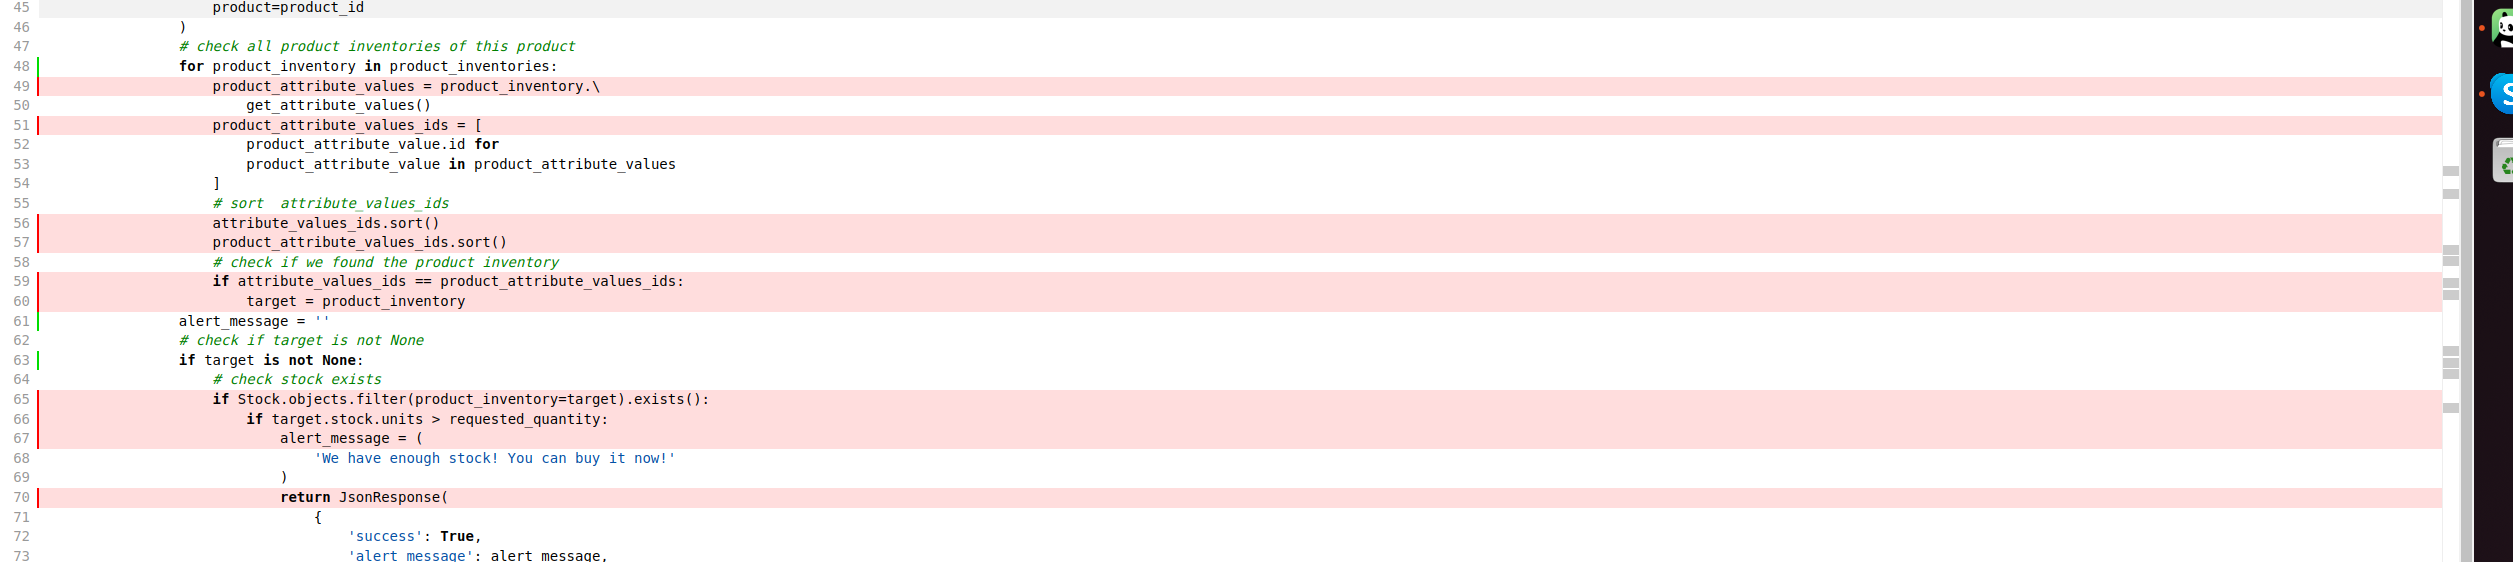 45 product=product_id
46 )
47 # check all product inventories of this product
48 for product_inventory in product_inventories:
49 product_attribute_values = product_inventory.\
50 get_attribute_values()
51 product_attribute_values_ids = [
52 product_attribute_value.id for
53 product_attribute_value in product_attribute_values
54 ]
55 # sort  attribute_values_ids
56 attribute_values_ids.sort()
57 product_attribute_values_ids.sort()
58 # check if we found the product inventory
59 if attribute_values_ids == product_attribute_values_ids:
60 target = product_inventory
61 alert_message = ''
62 # check if target is not None
63 if target is not None:
64 # check stock exists
65 if Stock.objects.filter(product_inventory=target).exists():
66 if target.stock.units > requested_quantity:
67 alert_message = (
68 'We have enough stock! You can buy it now!'
69 )
70 return JsonResponse(
71 {
72 'success': True,
73 'alert_message': alert_message,